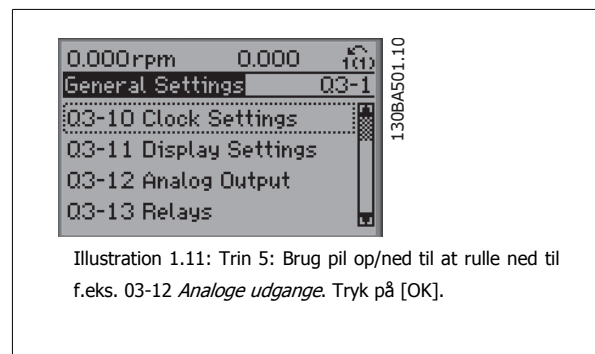 0.000rpm 0.000 1(1)
General Settings Q3-1
Q3-10 Clock Settings
Q3-11 Display Settings
Q3-12 Analog Output
Q3-13 Relays
130BA501.10
Illustration 1.11: Trin 5: Brug pil op/ned til at rulle ned til
f.eks. 03-12 Analoge udgange. Tryk på [OK].